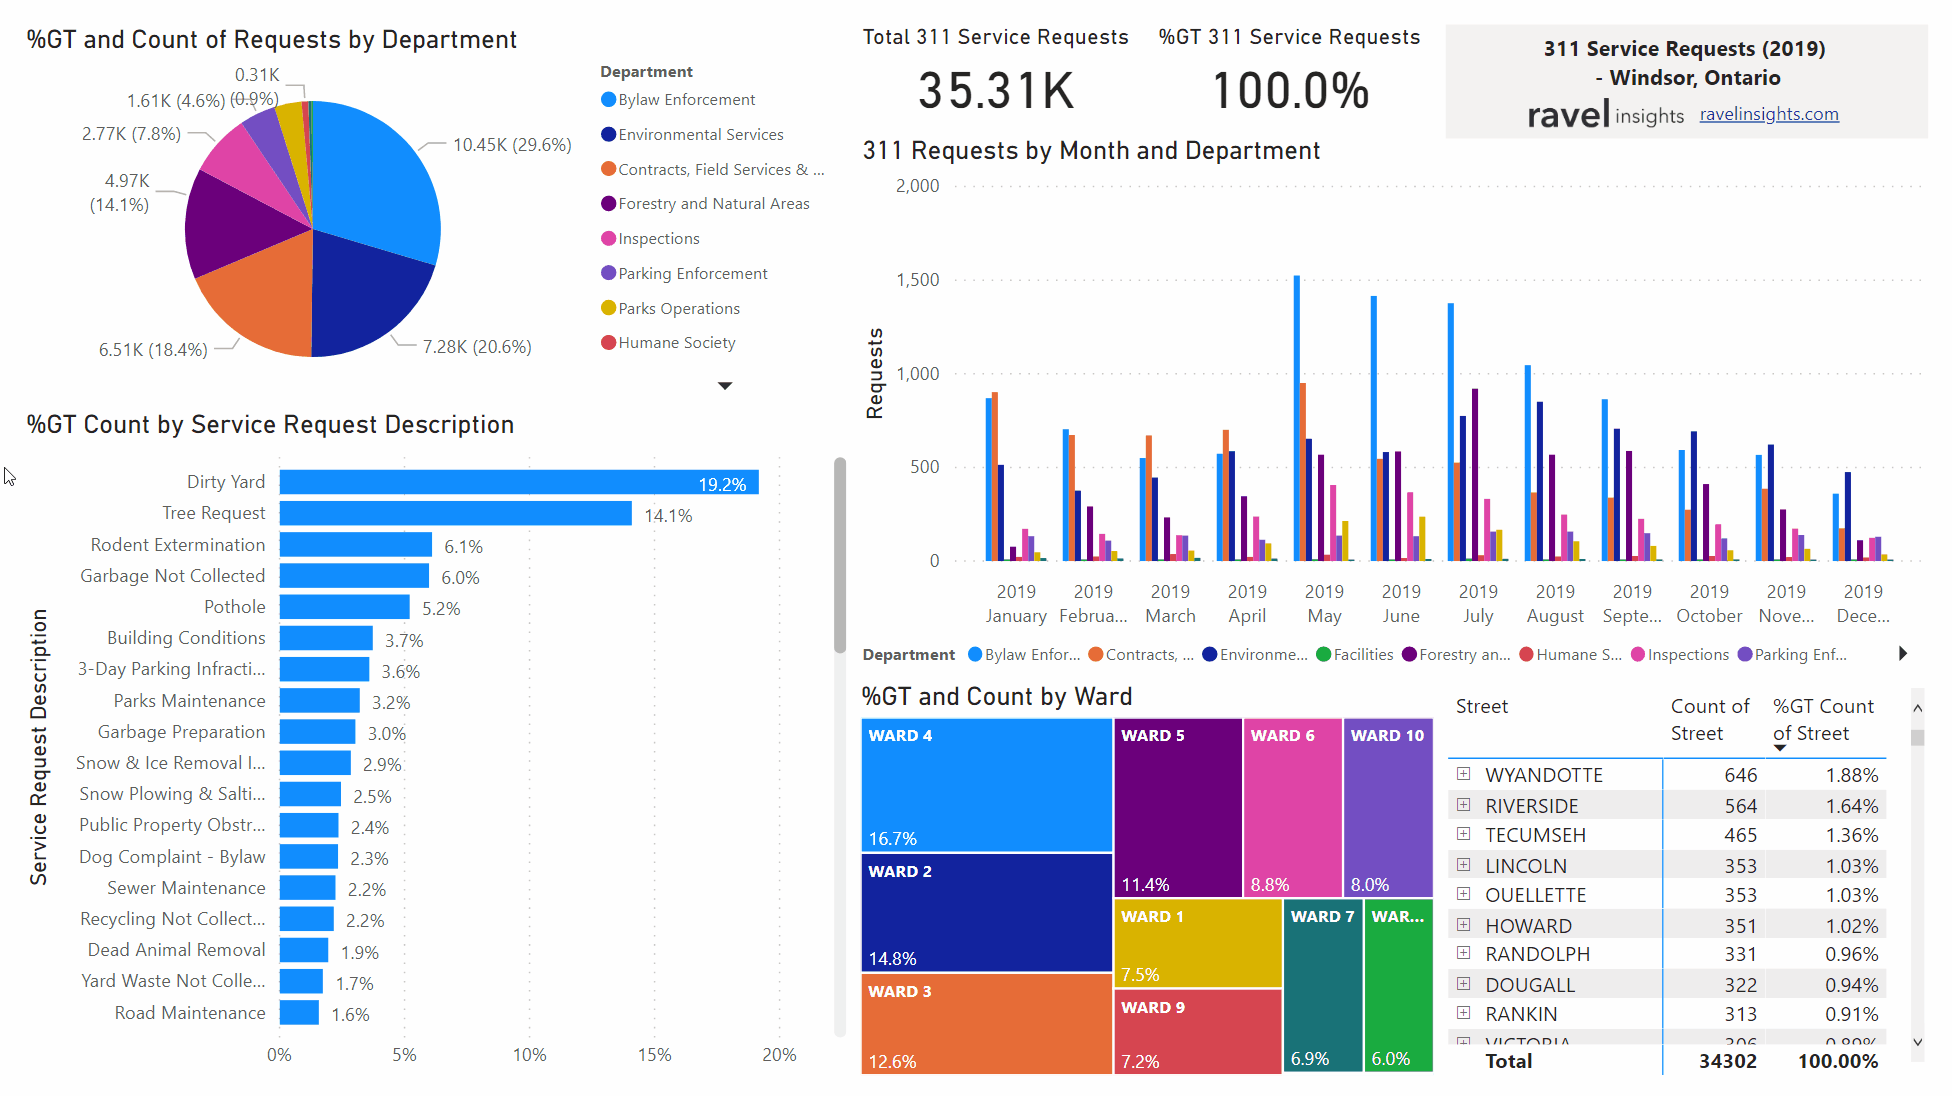 %GT and Count of Requests by Department
0.31K
(0.9%)
1.61K (4.6%)
2.77K (7.8%)
4.97K
(14.1%)
6.51K (18.4%)
10.45K (29.6%)
7.28K (20.6%)
Department
Bylaw Enforcement
Environmental Services
Contracts, Field Services & ...
Forestry and Natural Areas
Inspections
Parking Enforcement
Parks Operations
Humane Society
Total 311 Service Requests
35.31K
%GT 311 Service Requests
100.0%
311 Service Requests (2019)
- Windsor, Ontario
ravel insights ravelinsights.com
311 Requests by Month and Department
Requests
2,000
1,500
1,000
500
0
2019 January
2019 Februa...
2019 March
2019 April
2019 May
2019 June
2019 July
2019 August
2019 Septe...
2019 October
2019 Nove...
2019 Dece...
Department Bylaw Enfor... Contracts, ... Environme... Facilities Forestry an... Humane S... Inspections Parking Enf...
%GT Count by Service Request Description
Service Request Description
Dirty Yard 19.2%
Tree Request 14.1%
Rodent Extermination 6.1%
Garbage Not Collected 6.0%
Pothole 5.2%
Building Conditions 3.7%
3-Day Parking Infracti... 3.6%
Parks Maintenance 3.2%
Garbage Preparation 3.0%
Snow & Ice Removal I... 2.9%
Snow Plowing & Salti... 2.5%
Public Property Obstr... 2.4%
Dog Complaint - Bylaw 2.3%
Sewer Maintenance 2.2%
Recycling Not Collect... 2.2%
Dead Animal Removal 1.9%
Yard Waste Not Colle... 1.7%
Road Maintenance 1.6%
0% 5% 10% 15% 20%
%GT and Count by Ward
WARD 4
16.7%
WARD 2
14.8%
WARD 3
12.6%
WARD 5
11.4%
WARD 6
8.8%
WARD 10
8.0%
WARD 1
7.5%
WARD 9
7.2%
WARD 7
6.9%
WAR...
6.0%
Street Count of Street %GT Count of Street
WYANDOTTE 646 1.88%
RIVERSIDE 564 1.64%
TECUMSEH 465 1.36%
LINCOLN 353 1.03%
OUELLETTE 353 1.03%
HOWARD 351 1.02%
RANDOLPH 331 0.96%
DOUGALL 322 0.94%
RANKIN 313 0.91%
VICTORIA 306 0.89%
Total 34302 100.00%